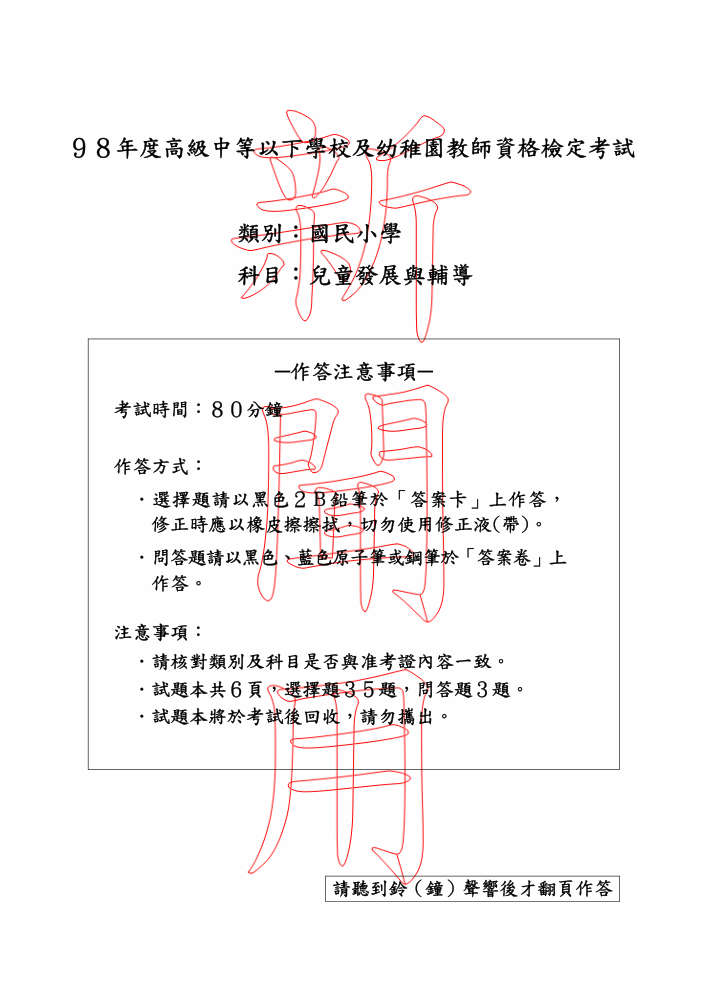 98年度高級中等以下學校及幼稚園教師資格檢定考試
類別：國民小學
科目：兒童發展與輔導
─作答注意事項─
考試時間：80分鐘
作答方式：
．選擇題請以黑色2B鉛筆於「答案卡」上作答，
修正時應以橡皮擦擦拭，切勿使用修正液(帶)。
．問答題請以黑色、藍色原子筆或鋼筆於「答案卷」上
作答。
注意事項：
．請核對類別及科目是否與准考證內容一致。
．試題本共6頁，選擇題35題，問答題3題。
．試題本將於考試後回收，請勿攜出。
請聽到鈴（鐘）聲響後才翻頁作答
新聞用